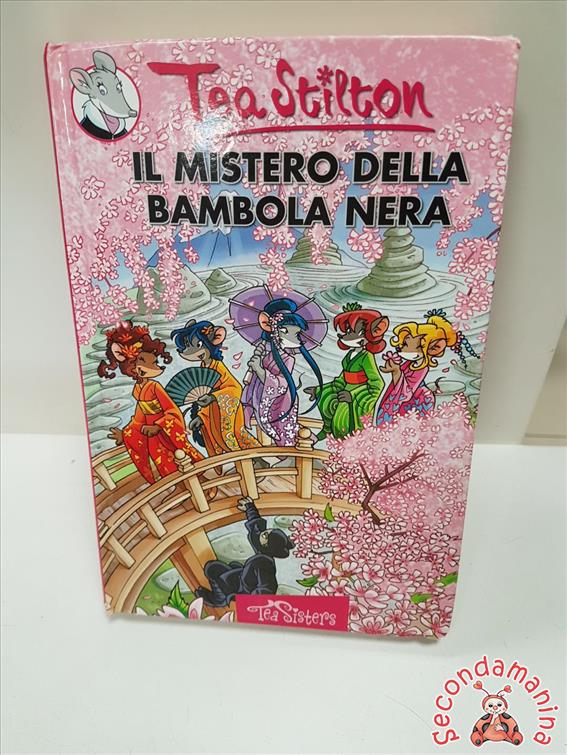 Tea Stilton
IL MISTERO DELLA
BAMBOLA NERA
Tea Sisters
Secondamanina